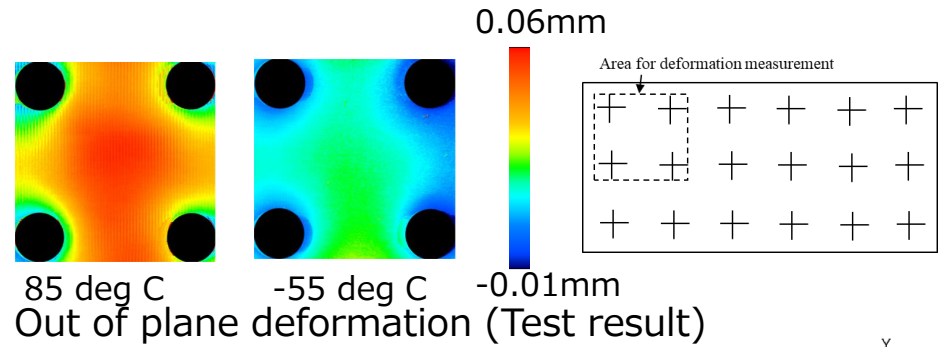 0.06mm
Area for deformation measurement
85 deg C
-55 deg C
-0.01mm
Out of plane deformation (Test result)
Y